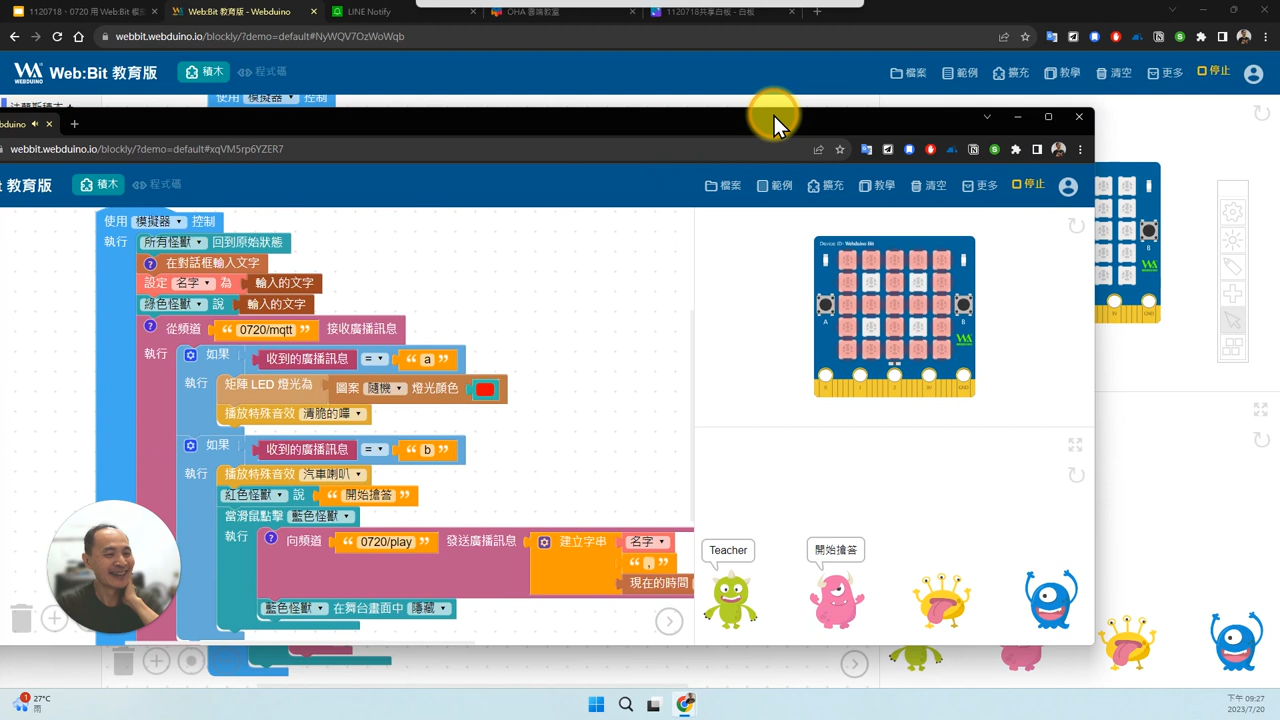 1120718 - 0720 用 WebBit 模
Web:Bit 教育版 - Webduino
LINE Notify
OHA 雲端教室
1120718共享白板 - 白板
webbit.webduino.io/blockly/?demo=default#NyWQV7OzWoWqb
WEBDUINO
Web:Bit 教育版
積木
程式碼
檔案
範例
擴充
教學
清空
更多
停止
使用 模擬器 控制
bduino
webbit.webduino.io/blockly/?demo=default#xqVM5rp6YZER7
教育版
積木
程式碼
檔案
範例
擴充
教學
清空
更多
停止
使用 模擬器 控制
執行 所有怪獸 回到原始狀態
? 在對話框輸入文字
設定 名字 為 輸入的文字
綠色怪獸 說 輸入的文字
? 從頻道 “ 0720/mqtt ” 接收廣播訊息
執行 如果 收到的廣播訊息 = “ a ”
執行 矩陣 LED 燈光為 圖案 隨機 燈光顏色
播放特殊音效 清脆的嗶
如果 收到的廣播訊息 = “ b ”
執行 播放特殊音效 汽車喇叭
紅色怪獸 說 “ 開始搶答 ”
當滑鼠點擊 藍色怪獸
執行 ? 向頻道 “ 0720/play ” 發送廣播訊息 建立字串 名字
“ , ”
現在的時間
藍色怪獸 在舞台畫面中 隱藏
Device ID: Webduino Bit
A
B
GND
B
GND
Teacher
開始搶答
1
27°C
雨
下午 09:27
2023/7/20